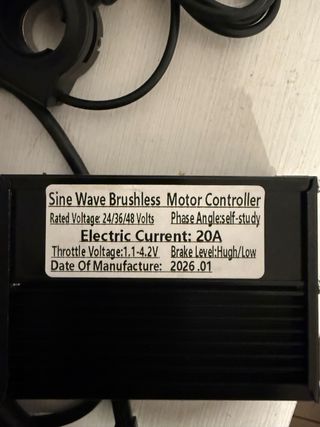 Sine Wave Brushless Motor Controller
Rated Voltage: 24/36/48 Volts Phase Angle:self-study
Electric Current: 20A
Throttle Voltage:1.1-4.2V Brake Level:Hugh/Low
Date Of Manufacture: 2026.01